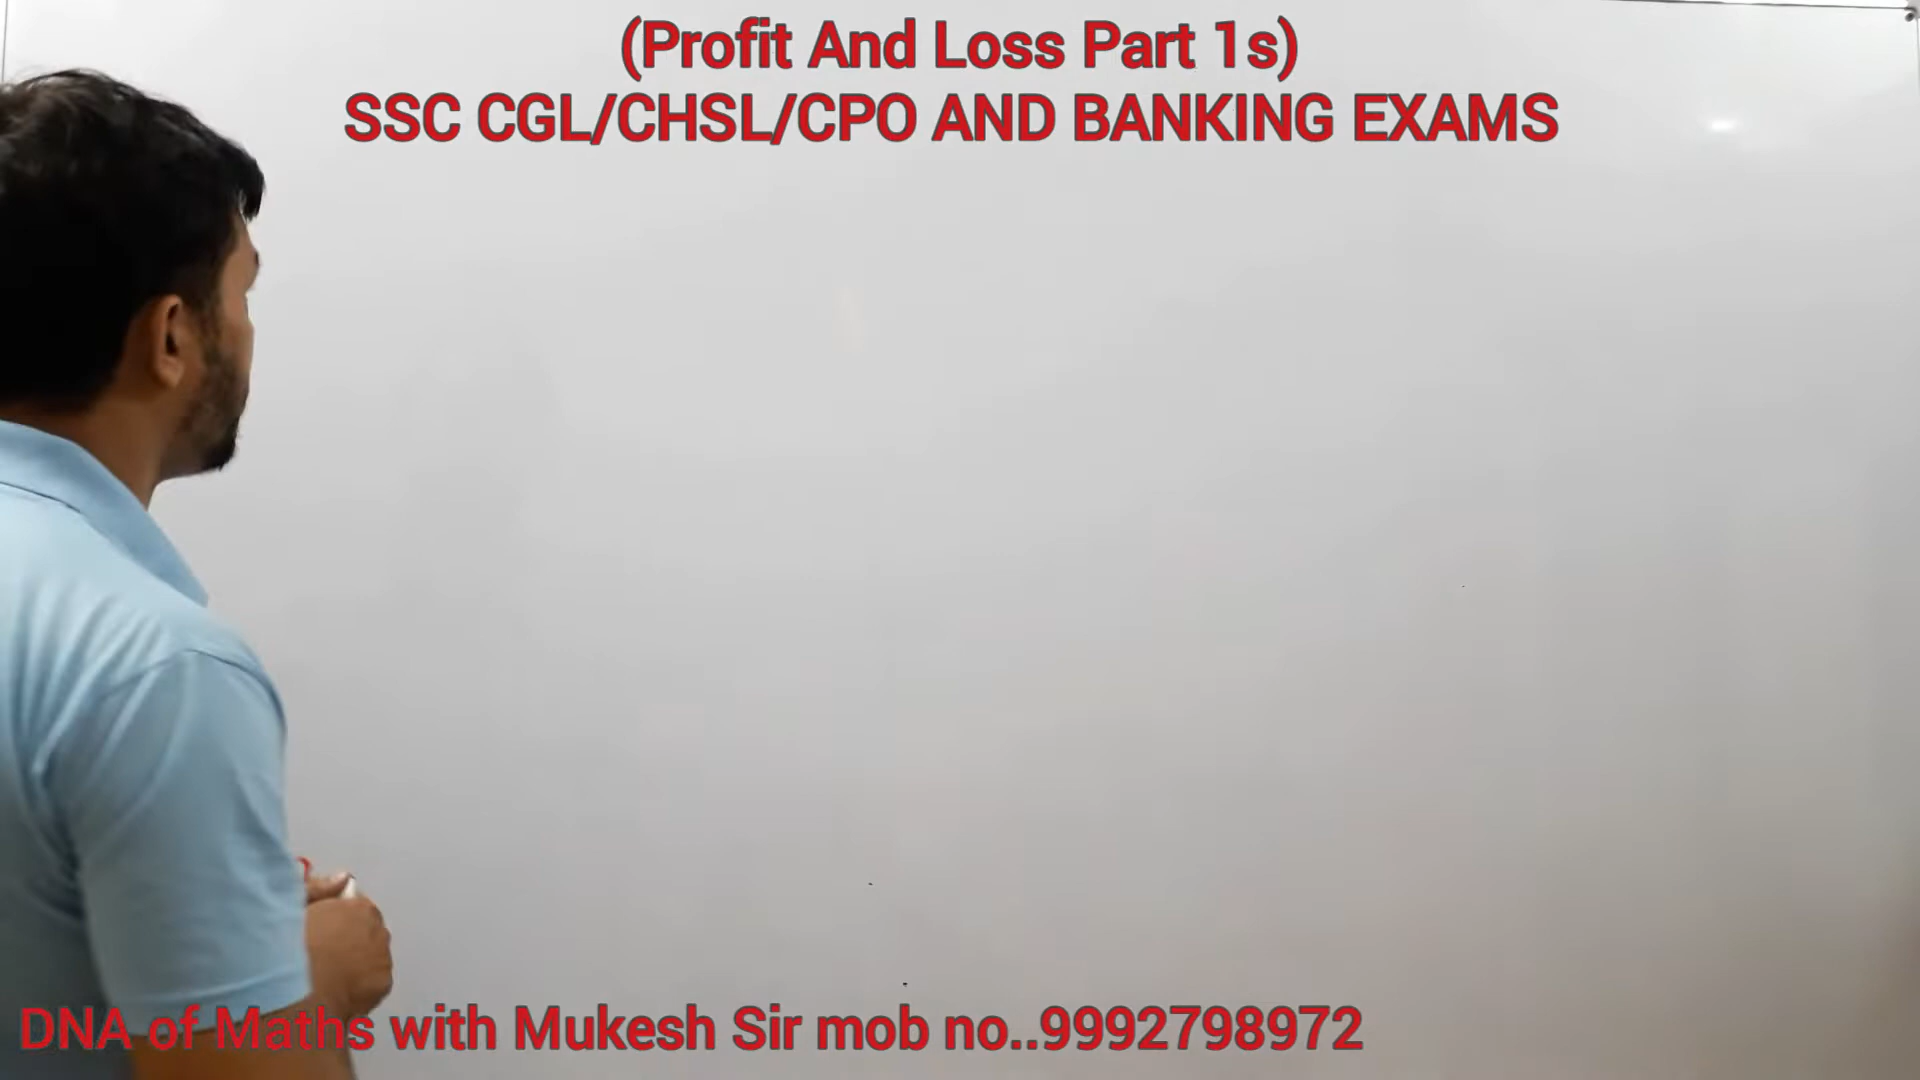 (Profit And Loss Part 1s)
SSC CGL/CHSL/CPO AND BANKING EXAMS
DNA of Maths with Mukesh Sir mob no..9992798972